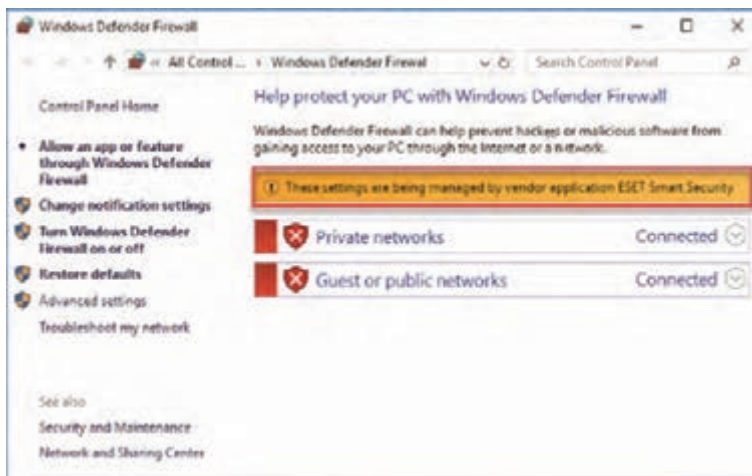 Windows Defender Firewall
All Control ... › Windows Defender Firewal
Search Control Panel
Control Panel Home
Allow an app or feature
through Windows Defender
Firewall
Change notification settings
Turn Windows Defender
Firewall on or off
Restore defaults
Advanced settings
Troubleshoot my network
See also
Security and Maintenance
Network and Sharing Center
Help protect your PC with Windows Defender Firewall
Windows Defender Firewall can help prevent hackers or malicious software from
gaining access to your PC through the Internet or a network.
These settings are being managed by vendor application ESET Smart Security
Private networks Connected
Guest or public networks Connected